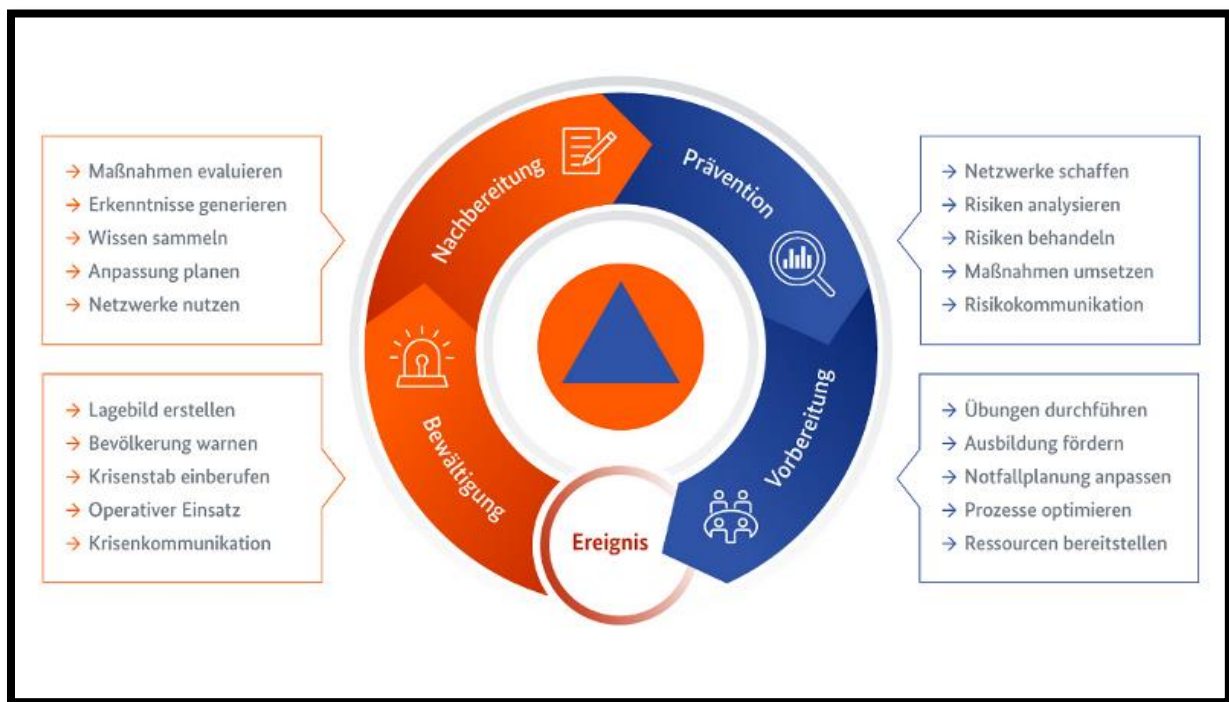 Nachbereitung
Prävention
→ Maßnahmen evaluieren
→ Erkenntnisse generieren
→ Wissen sammeln
→ Anpassung planen
→ Netzwerke nutzen
→ Netzwerke schaffen
→ Risiken analysieren
→ Risiken behandeln
→ Maßnahmen umsetzen
→ Risikokommunikation
Bewältigung
Vorbereitung
→ Lagebild erstellen
→ Bevölkerung warnen
→ Krisenstab einberufen
→ Operativer Einsatz
→ Krisenkommunikation
Ereignis
→ Übungen durchführen
→ Ausbildung fördern
→ Notfallplanung anpassen
→ Prozesse optimieren
→ Ressourcen bereitstellen